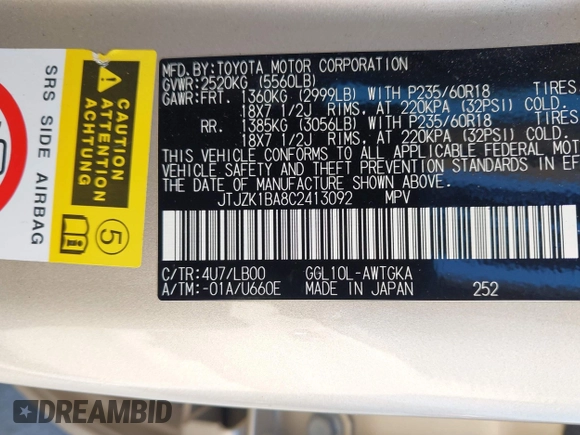 MFD. BY: TOYOTA MOTOR CORPORATION
GVWR: 2520KG (5560LB)
GAWR: FRT. 1360KG (2999LB) WITH P235/60R18 TIRES
18X7 1/2J RIMS. AT 220KPA (32PSI) COLD.
RR. 1385KG (3056LB) WITH P235/60R18 TIRES
18X7 1/2J RIMS. AT 220KPA (32PSI) COLD.
THIS VEHICLE CONFORMS TO ALL APPLICABLE FEDERAL MOT
VEHICLE SAFETY AND THEFT PREVENTION STANDARDS IN EF
DATE OF MANUFACTURE SHOWN ABOVE.
JTJZK1BA8C2413092 MPV
C/TR: 4U7/LB00 GGL10L-AWTGKA
A/TM: -01A/U660E MADE IN JAPAN 252
SRS SIDE AIRBAG
CAUTION
ATTENTION
ACHTUNG
5
DREAMBID